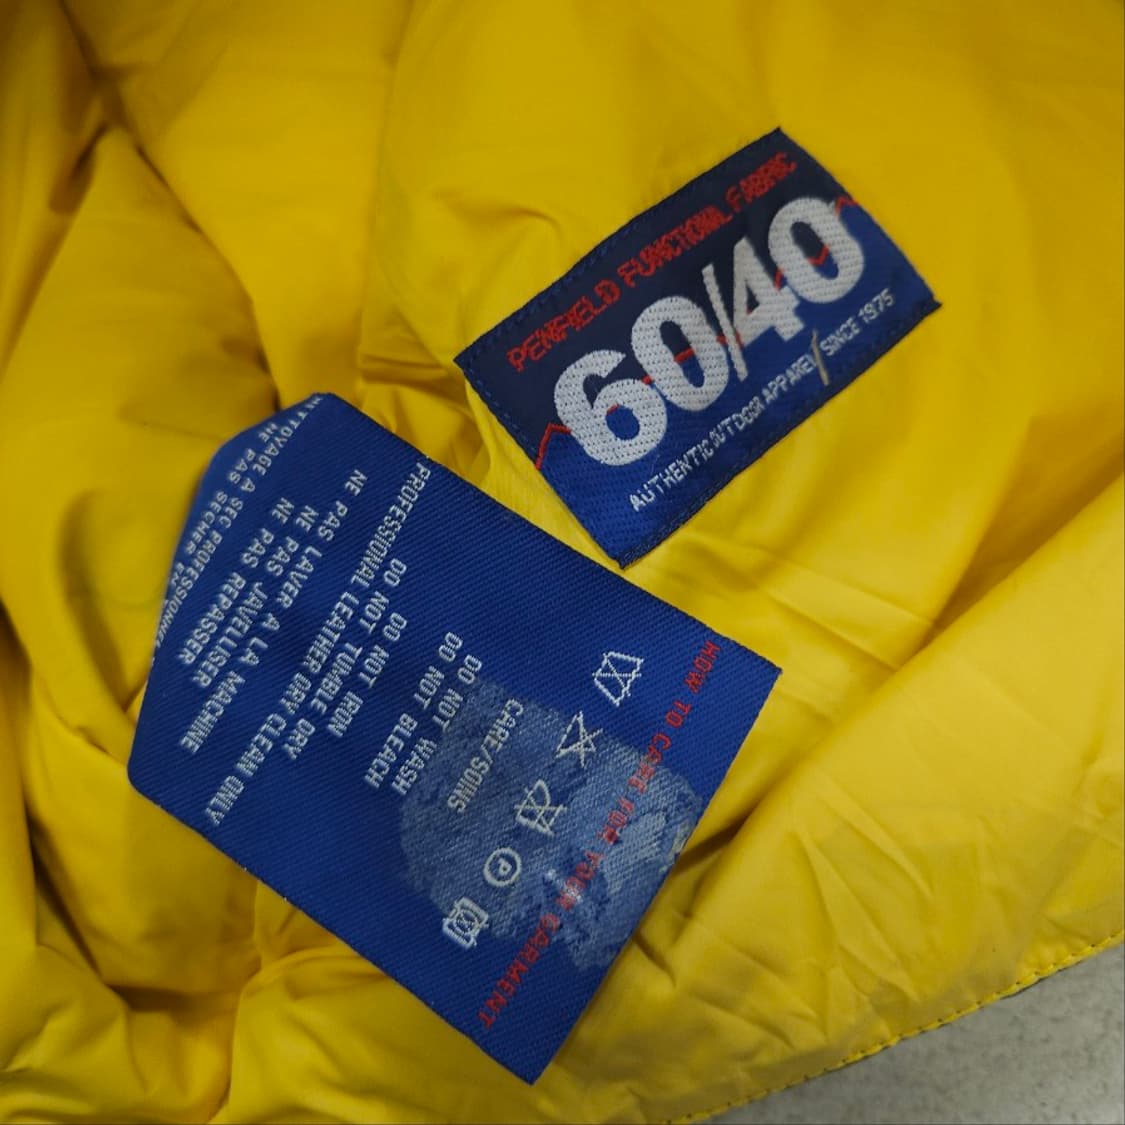 PENFIELD FUNCTIONAL FABRIC
60/40
AUTHENTIC OUTDOOR APPAREL/SINCE 1975
HOW TO CARE FOR YOUR GARMENT
P
CARE/SOINS
DO NOT WASH
DO NOT BLEACH
DO NOT IRON
DO NOT TUMBLE DRY
PROFESSIONAL LEATHER DRY CLEAN ONLY
NE PAS LAVER A LA MACHINE
NE PAS JAVELLISER
NE PAS REPASSER
NE PAS SECHER
NETTOYAGE A SEC PROFESSIONNEL